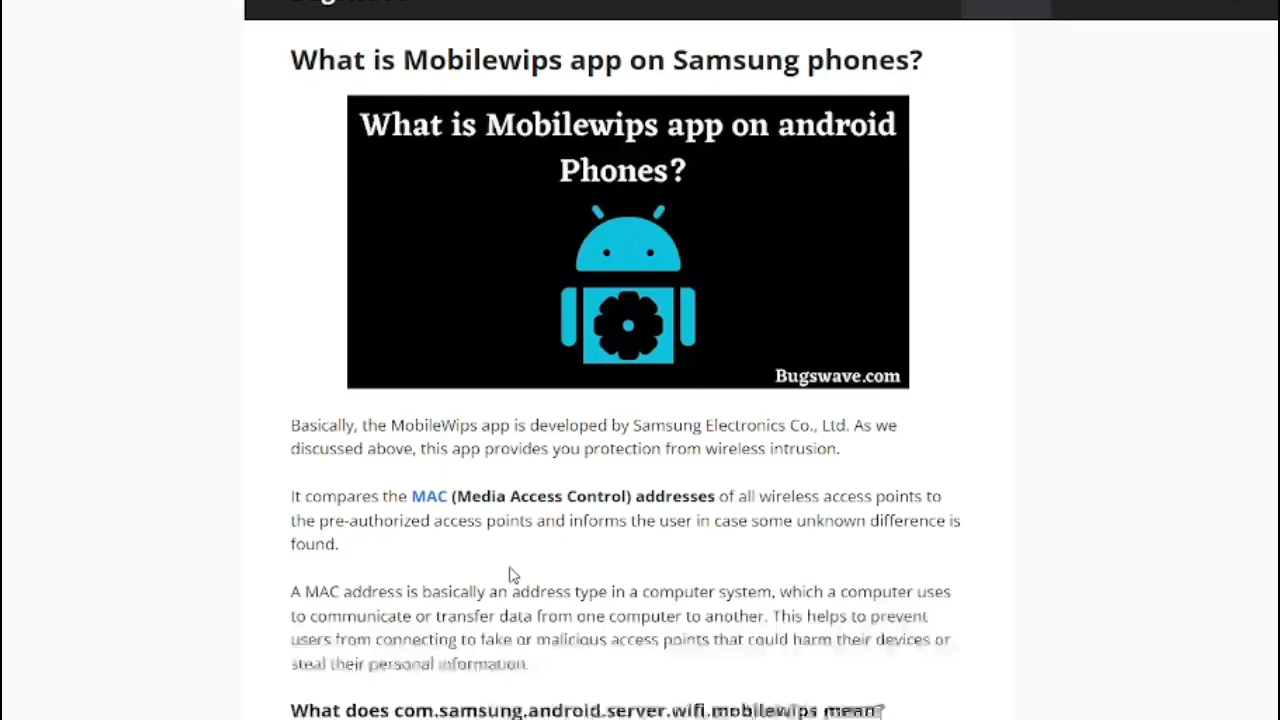 What is Mobilewips app on Samsung phones?
What is Mobilewips app on android
Phones?
Bugswave.com
Basically, the MobileWips app is developed by Samsung Electronics Co., Ltd. As we
discussed above, this app provides you protection from wireless intrusion.
It compares the MAC (Media Access Control) addresses of all wireless access points to
the pre-authorized access points and informs the user in case some unknown difference is
found.
A MAC address is basically an address type in a computer system, which a computer uses
to communicate or transfer data from one computer to another. This helps to prevent
users from connecting to fake or malicious access points that could harm their devices or
steal their personal information.
What does com.samsung.android.server.wifi.mobilewips mean?